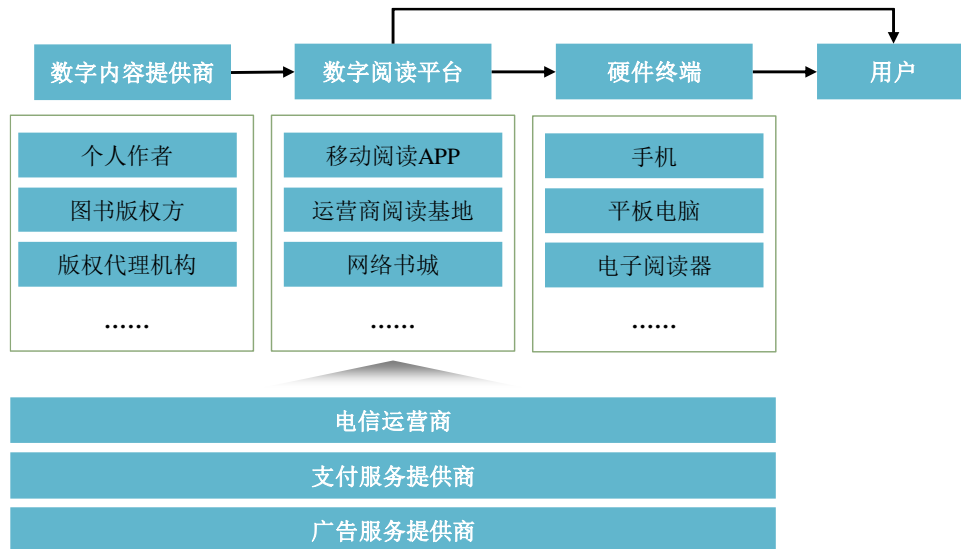 数字内容提供商
数字阅读平台
硬件终端
用户
个人作者
图书版权方
版权代理机构
……
移动阅读APP
运营商阅读基地
网络书城
……
手机
平板电脑
电子阅读器
……
电信运营商
支付服务提供商
广告服务提供商